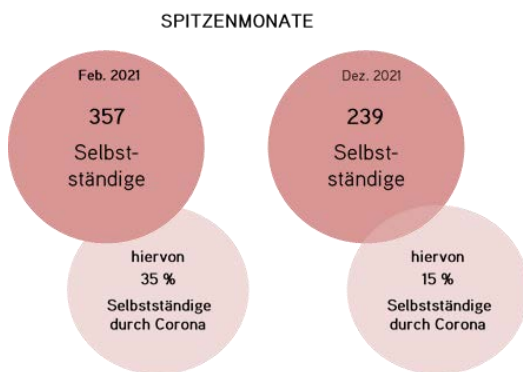 SPITZENMONATE
Feb. 2021
357
Selbst-
ständige
hiervon
35 %
Selbstständige
durch Corona
Dez. 2021
239
Selbst-
ständige
hiervon
15 %
Selbstständige
durch Corona